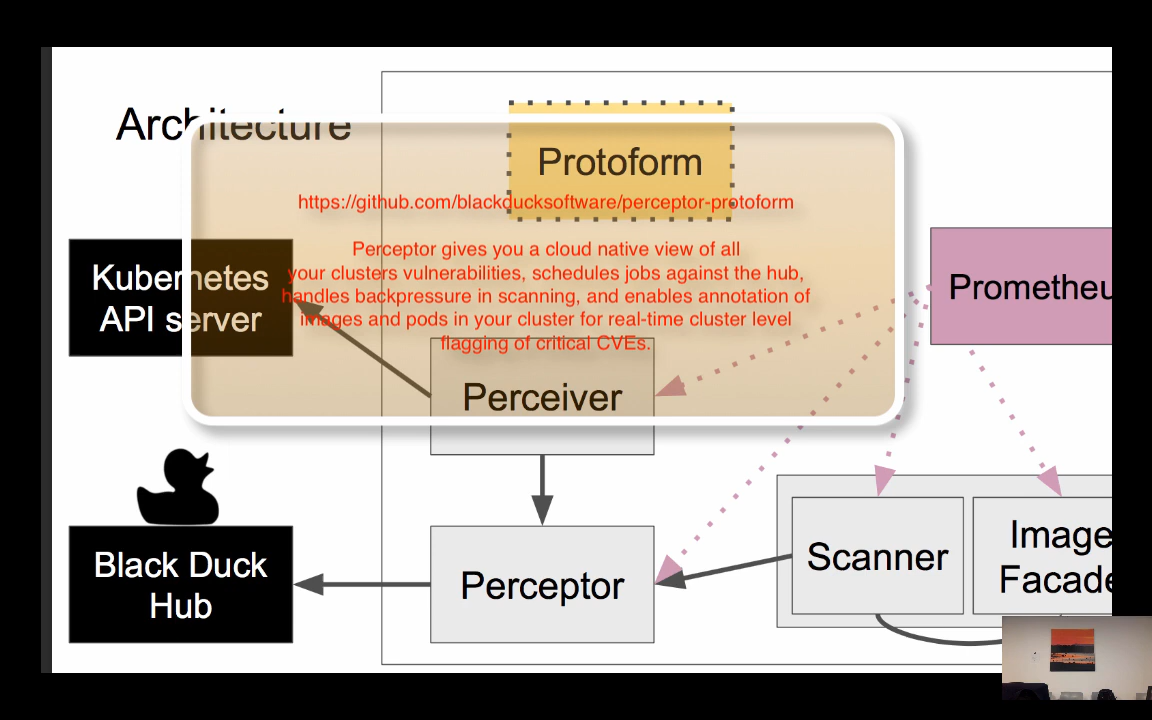 Architecture
Protoform
https://github.com/blackducksoftware/perceptor-protoform
Perceptor gives you a cloud native view of all
your clusters vulnerabilities, schedules jobs against the hub,
handles backpressure in scanning, and enables annotation of
images and pods in your cluster for real-time cluster level
flagging of critical CVEs.
Kubernetes
API server
Prometheu
Perceiver
Black Duck
Hub
Perceptor
Scanner
Image
Facade